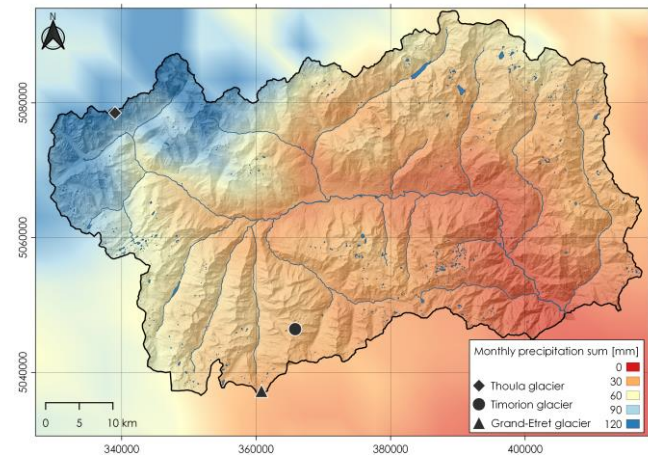 N
5080000
5060000
5040000
0 5 10 km
340000 360000 380000 400000
Monthly precipitation sum [mm]
Thoula glacier
Timorion glacier
Grand-Etret glacier
0
30
60
90
120